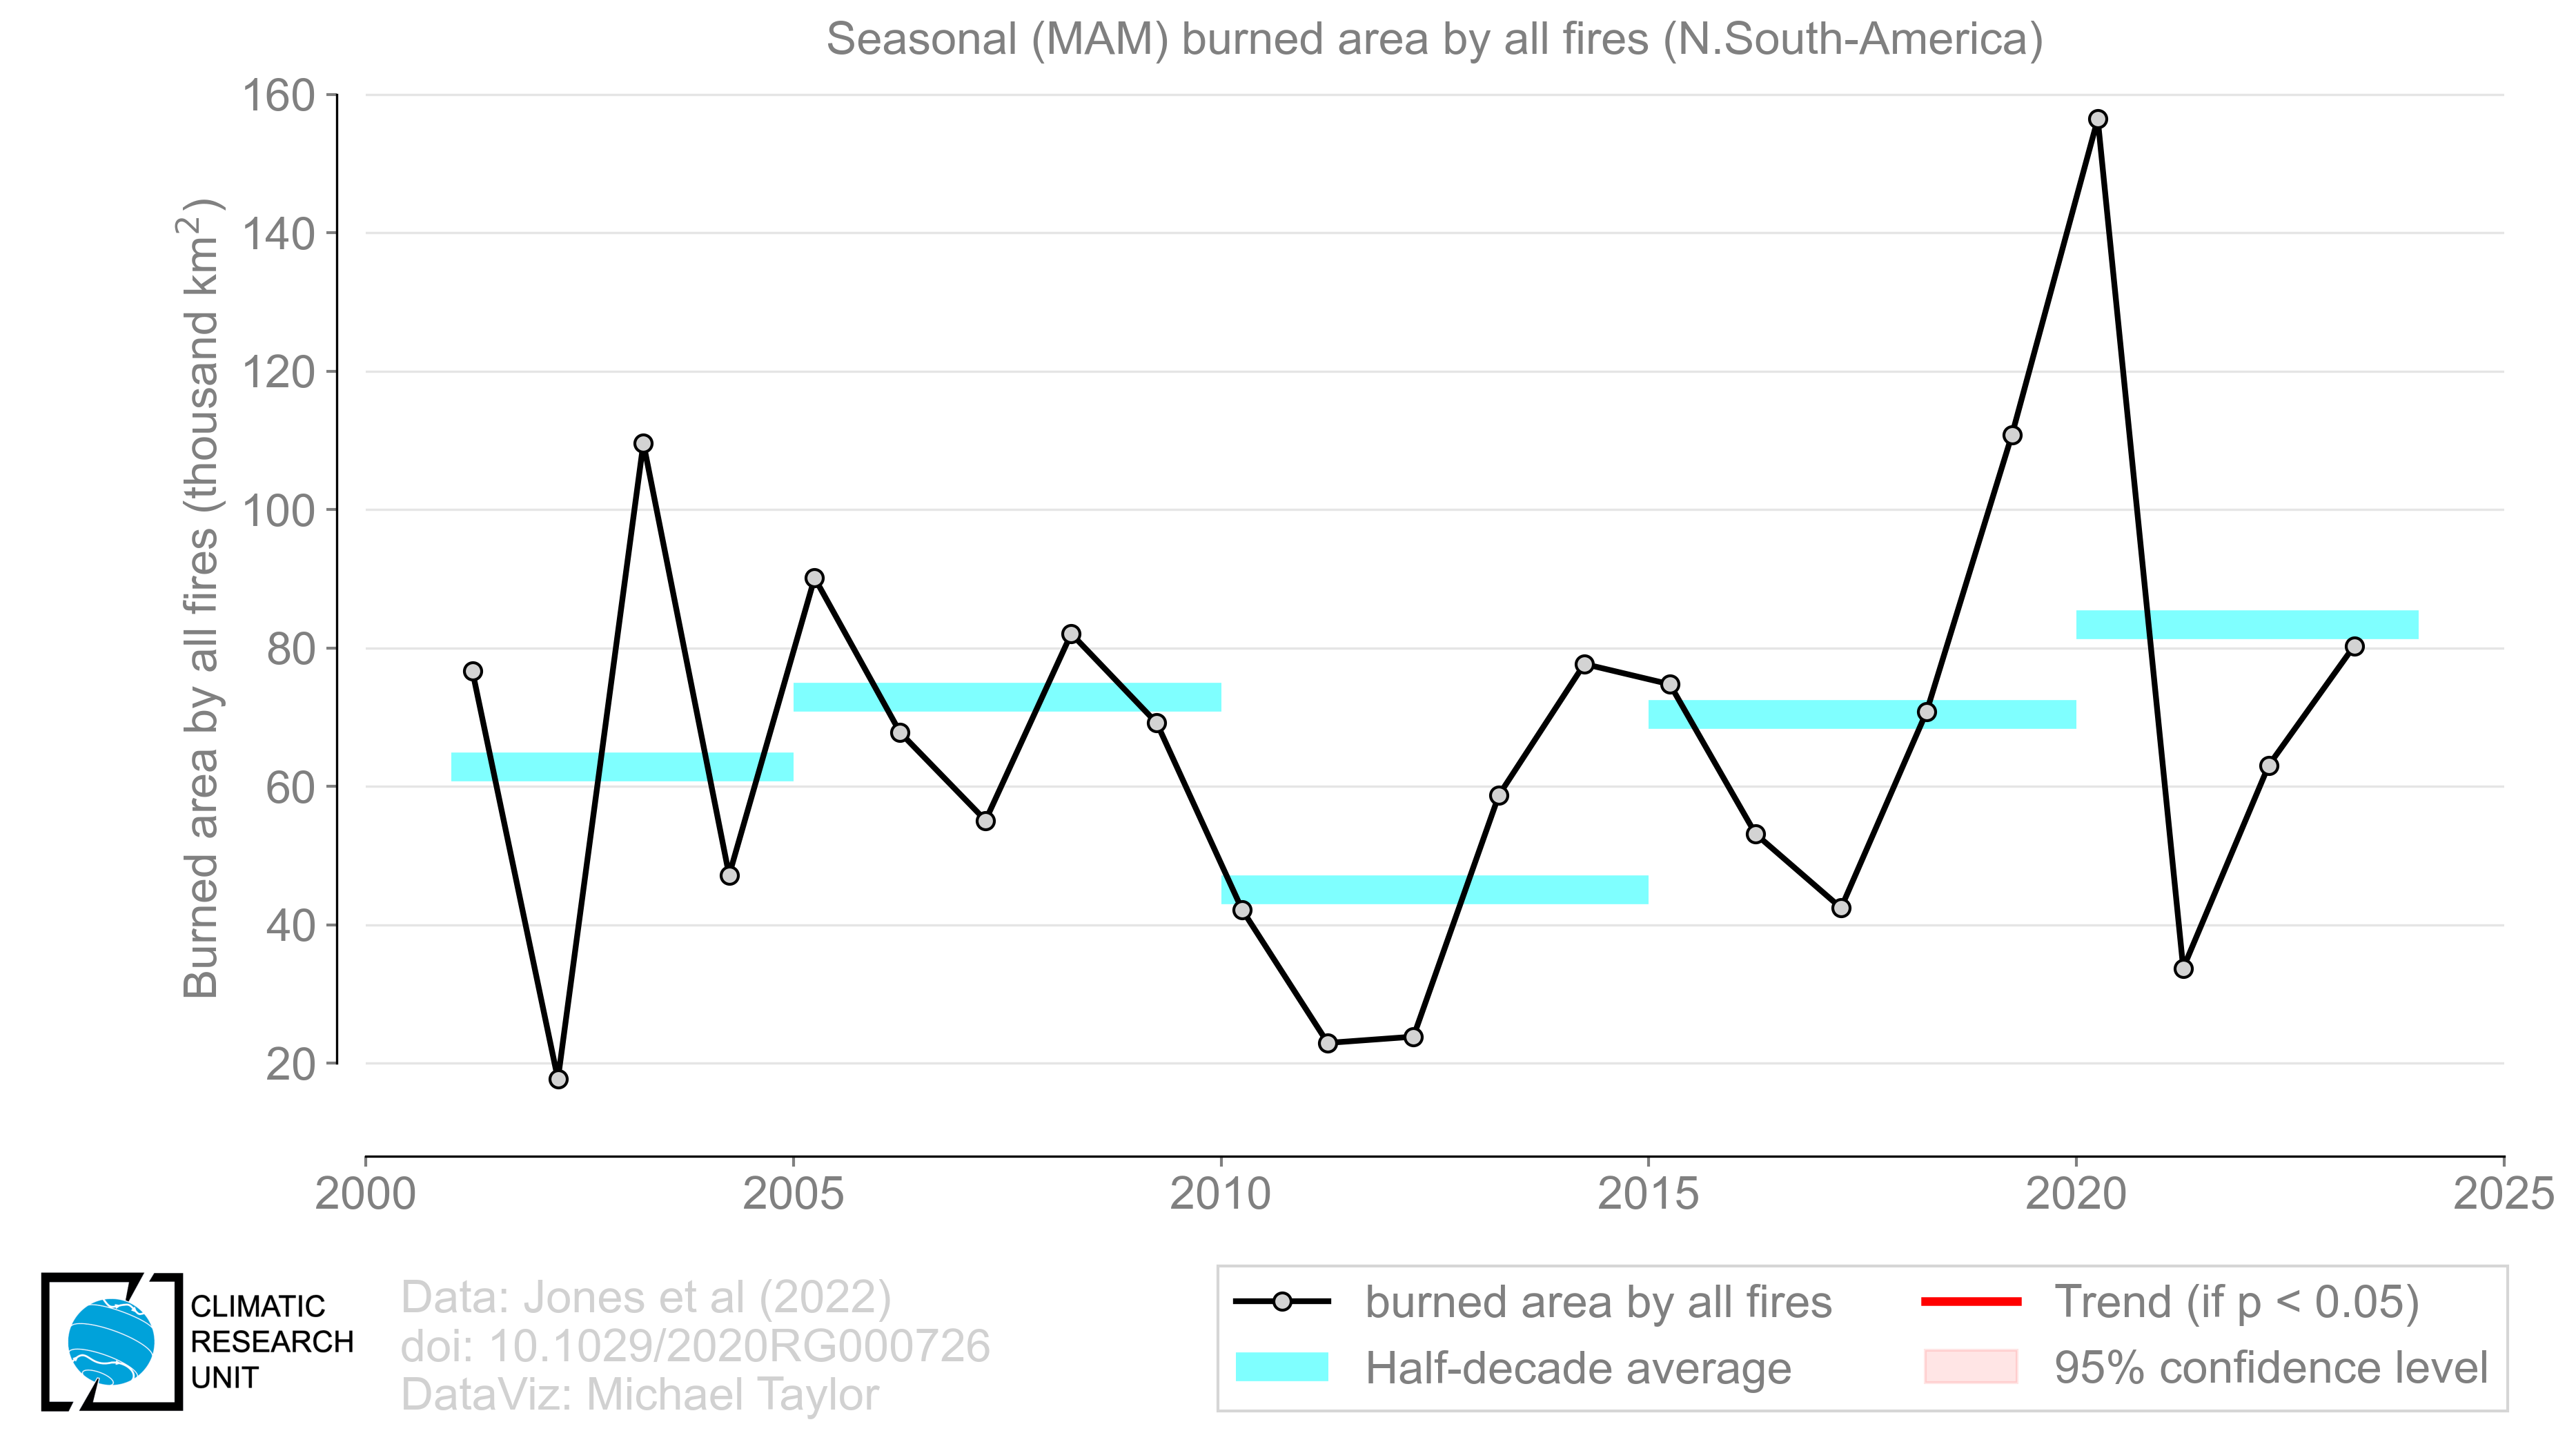 Seasonal (MAM) burned area by all fires (N.South-America)
Burned area by all fires (thousand km²)
160
140
120
100
80
60
40
20
2000
2005
2010
2015
2020
2025
CLIMATIC
RESEARCH
UNIT
Data: Jones et al (2022)
doi: 10.1029/2020RG000726
DataViz: Michael Taylor
burned area by all fires
Half-decade average
Trend (if p < 0.05)
95% confidence level